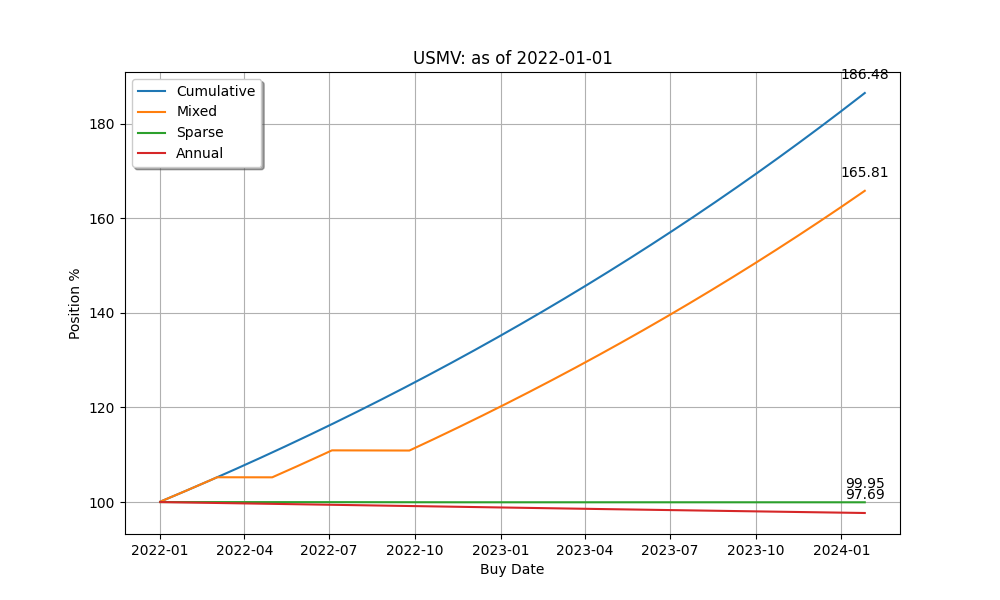 USMV: as of 2022-01-01
186.48
Cumulative
Mixed
Sparse
Annual
180
165.81
160
140
120
100
99.95
97.69
Position %
2022-01 2022-04 2022-07 2022-10 2023-01 2023-04 2023-07 2023-10 2024-01
Buy Date